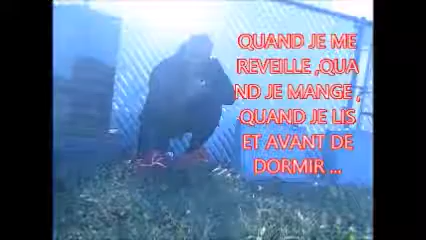 QUAND JE ME
REVEILLE ,QUA
ND JE MANGE ,
QUAND JE LIS
ET AVANT DE
DORMIR ...